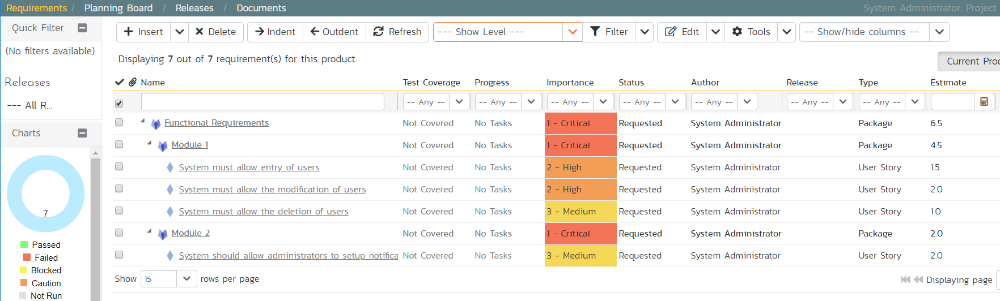 Requirements / Planning Board / Releases / Documents System Administrator: Project
Quick Filter
(No filters available)
Releases
--- All R...
Charts
7
Passed
Failed
Blocked
Caution
Not Run
Insert Delete Indent Outdent Refresh --- Show Level --- Filter Edit Tools -- Show/hide columns --
Displaying 7 out of 7 requirement(s) for this product.
Current Proc
Name Test Coverage Progress Importance Status Author Release Type Estimate
-- Any -- -- Any -- -- Any -- -- Any -- -- Any -- -- Any -- -- Any --
Functional Requirements Not Covered No Tasks 1 - Critical Requested System Administrator Package 6.5
Module 1 Not Covered No Tasks 1 - Critical Requested System Administrator Package 4.5
System must allow entry of users Not Covered No Tasks 2 - High Requested System Administrator User Story 1.5
System must allow the modification of users Not Covered No Tasks 2 - High Requested System Administrator User Story 2.0
System must allow the deletion of users Not Covered No Tasks 3 - Medium Requested System Administrator User Story 1.0
Module 2 Not Covered No Tasks 1 - Critical Requested System Administrator Package 2.0
System should allow administrators to setup notifica Not Covered No Tasks 3 - Medium Requested System Administrator User Story 2.0
Show 15 rows per page Displaying page